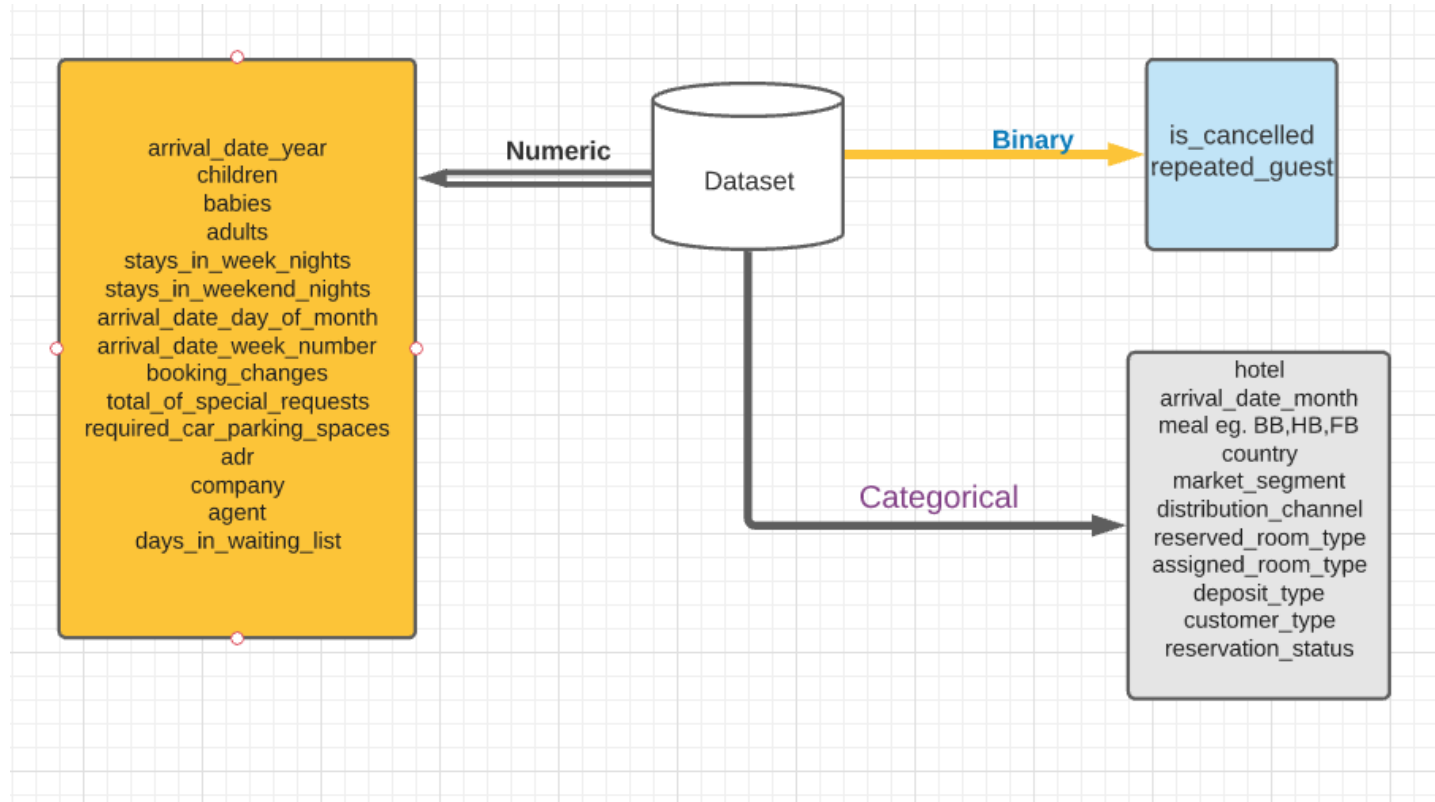 arrival_date_year
children
babies
adults
stays_in_week_nights
stays_in_weekend_nights
arrival_date_day_of_month
arrival_date_week_number
booking_changes
total_of_special_requests
required_car_parking_spaces
adr
company
agent
days_in_waiting_list
Numeric
Dataset
Binary
is_cancelled
repeated_guest
Categorical
hotel
arrival_date_month
meal eg. BB,HB,FB
country
market_segment
distribution_channel
reserved_room_type
assigned_room_type
deposit_type
customer_type
reservation_status